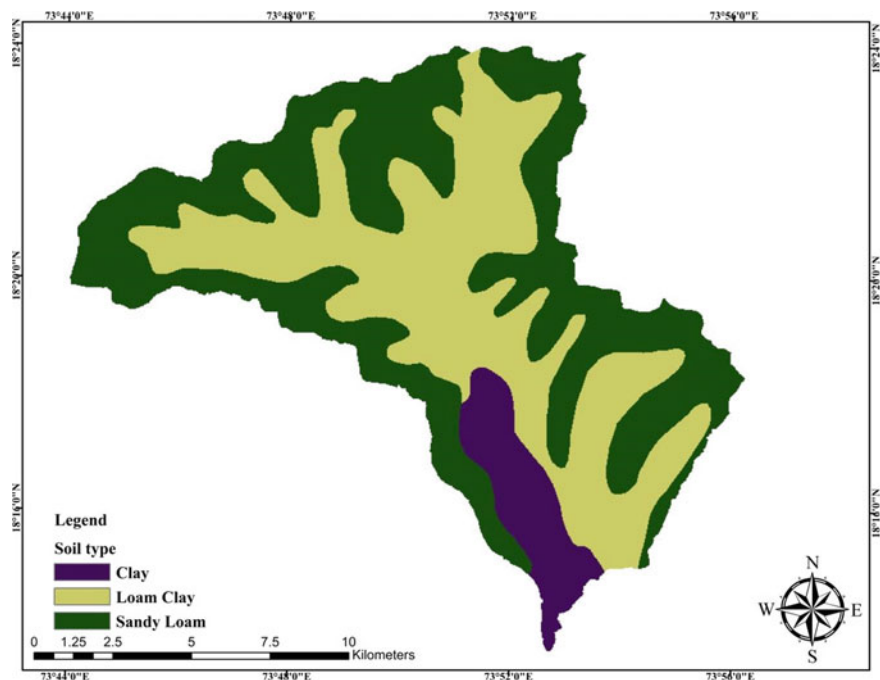 73°44'0"E 73°48'0"E 73°52'0"E 73°56'0"E
18°24'0"N 18°24'0"N
18°20'0"N 18°20'0"N
18°16'0"N 18°16'0"N
Legend
Soil type
Clay
Loam Clay
Sandy Loam
0 1.25 2.5 5 7.5 10
Kilometers
N
W E
S
73°44'0"E 73°48'0"E 73°52'0"E 73°56'0"E